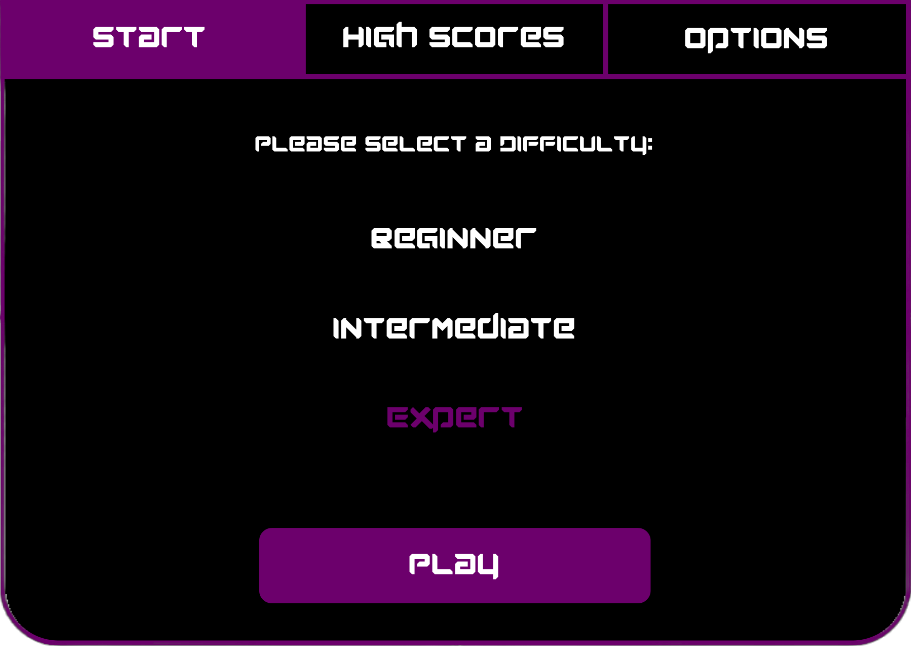 Start
High Scores
Options
Please select a difficulty:
Beginner
Intermediate
Expert
Play